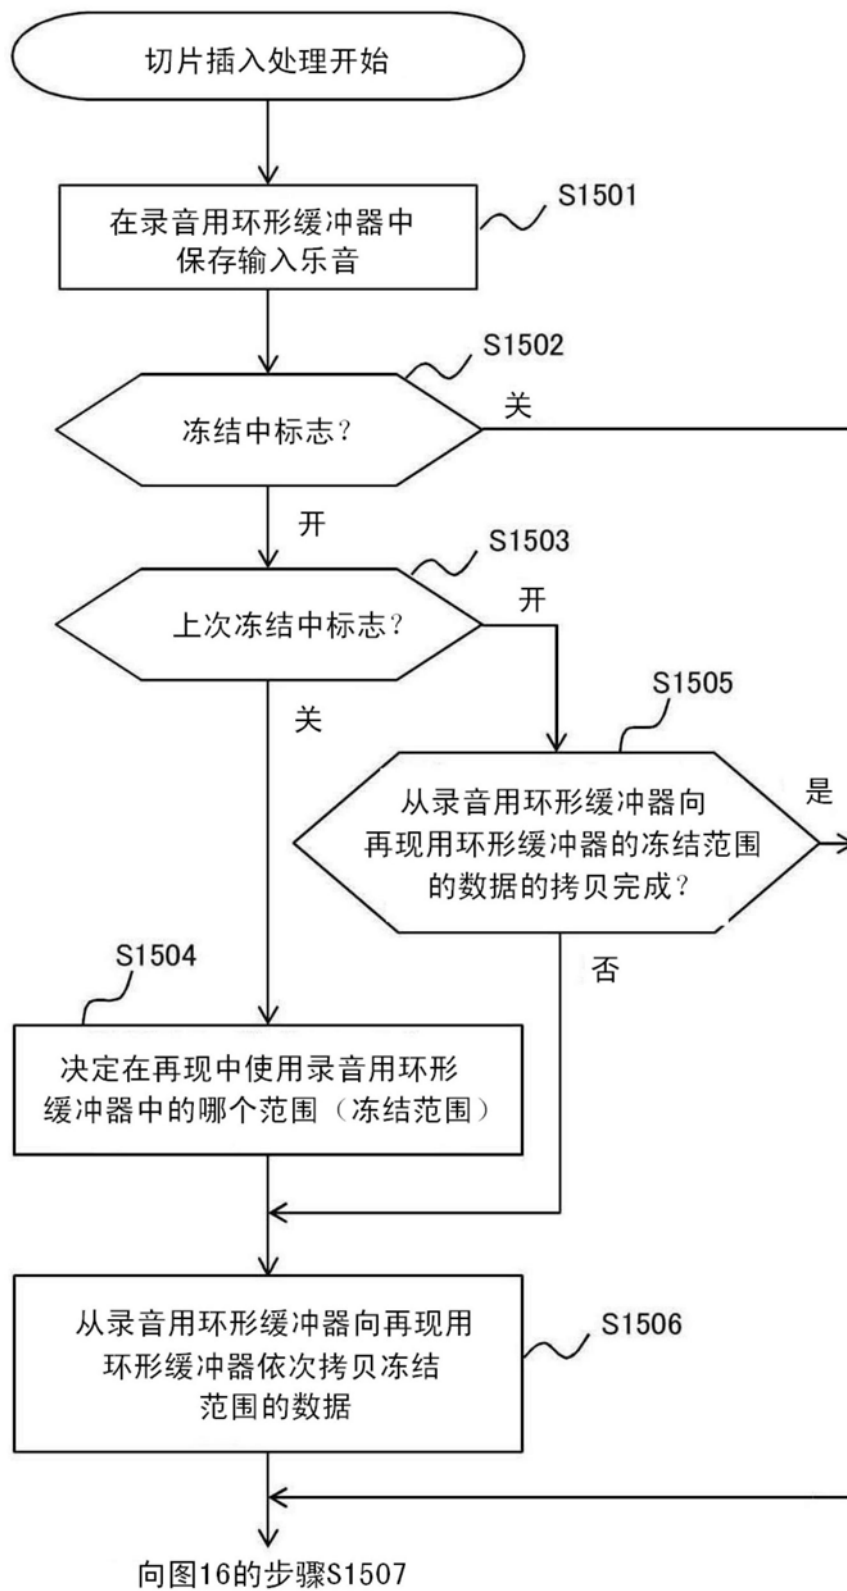 切片插入处理开始
S1501
在录音用环形缓冲器中
保存输入乐音
S1502
冻结中标志？
关
开
S1503
上次冻结中标志？
开
关
S1505
从录音用环形缓冲器向
再现用环形缓冲器的冻结范围
的数据的拷贝完成？
是
否
S1504
决定在再现中使用录音用环形
缓冲器中的哪个范围（冻结范围）
S1506
从录音用环形缓冲器向再现用
环形缓冲器依次拷贝冻结
范围的数据
向图16的步骤S1507